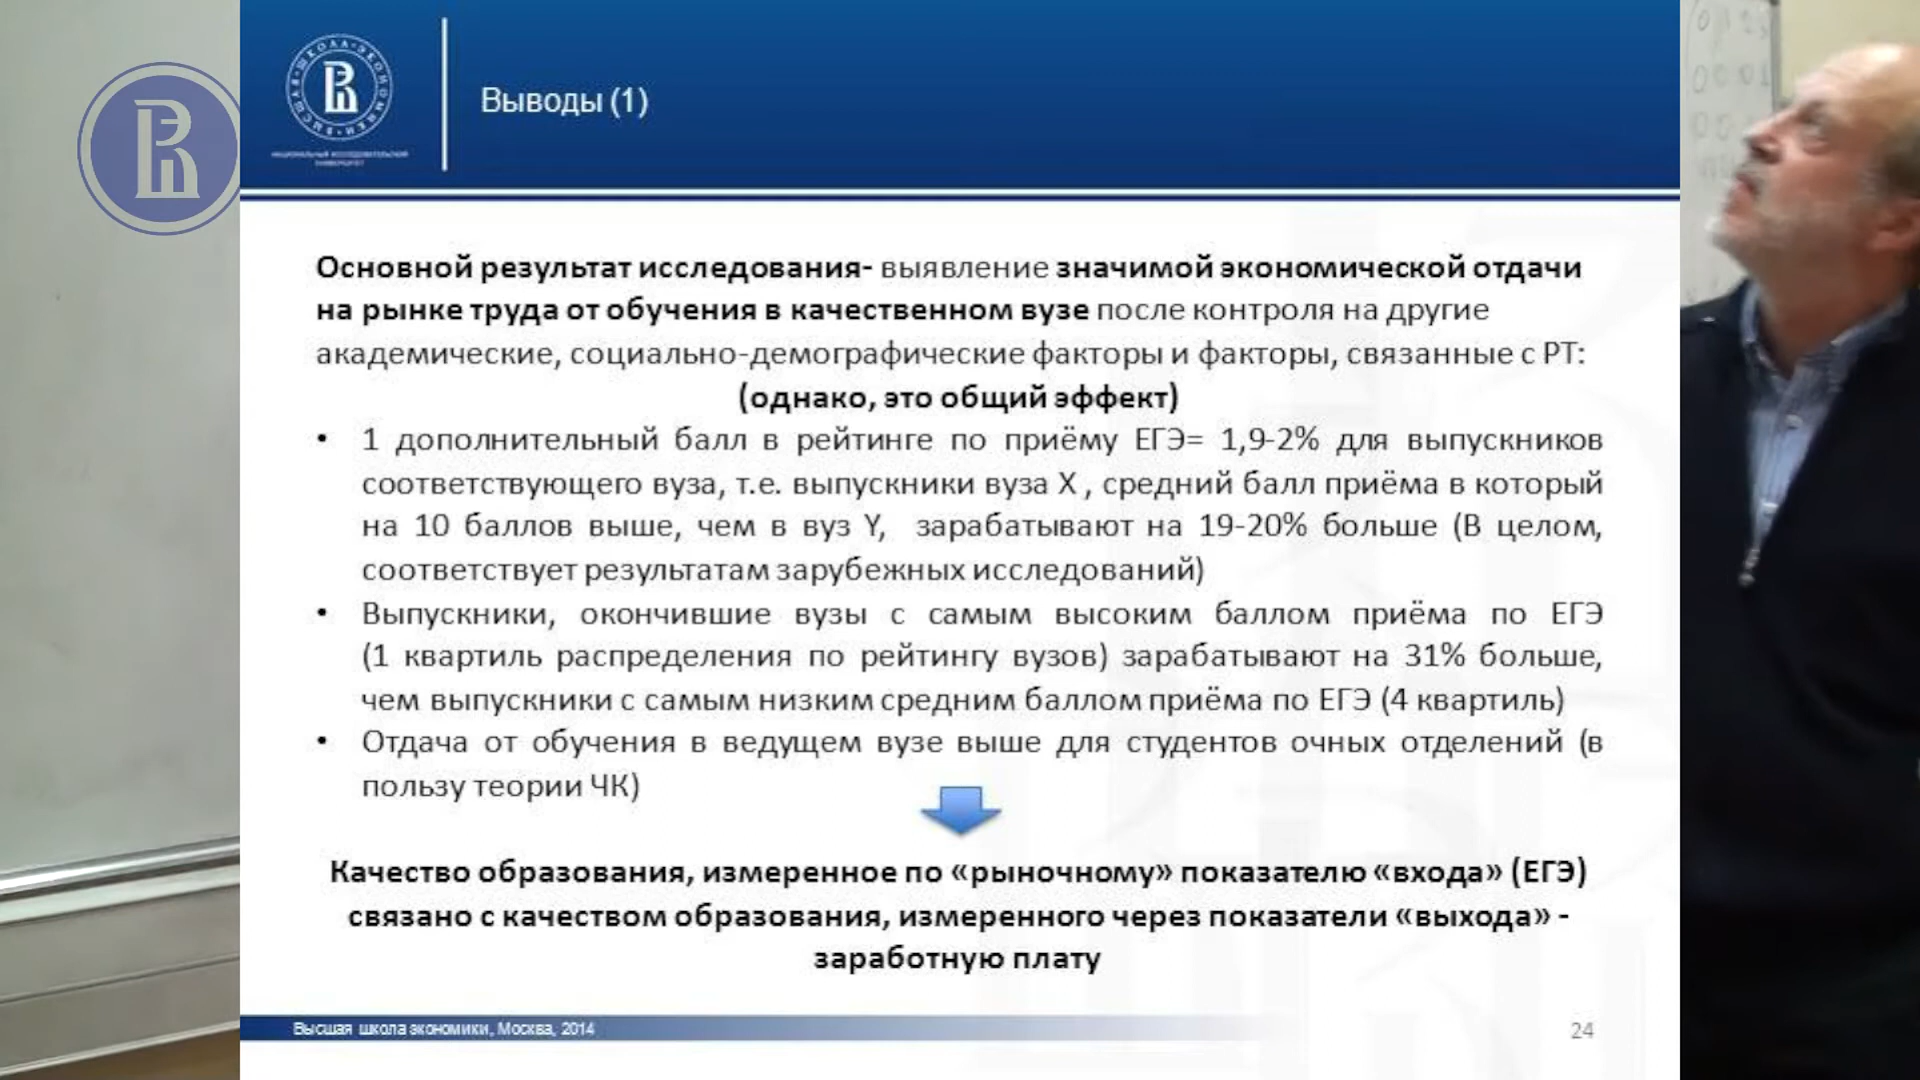 Выводы (1)
НАЦИОНАЛЬНЫЙ ИССЛЕДОВАТЕЛЬСКИЙ
УНИВЕРСИТЕТ
Основной результат исследования- выявление значимой экономической отдачи
на рынке труда от обучения в качественном вузе после контроля на другие
академические, социально-демографические факторы и факторы, связанные с РТ:
(однако, это общий эффект)
• 1 дополнительный балл в рейтинге по приёму ЕГЭ= 1,9-2% для выпускников
соответствующего вуза, т.е. выпускники вуза X , средний балл приёма в который
на 10 баллов выше, чем в вуз Y, зарабатывают на 19-20% больше (В целом,
соответствует результатам зарубежных исследований)
• Выпускники, окончившие вузы с самым высоким баллом приёма по ЕГЭ
(1 квартиль распределения по рейтингу вузов) зарабатывают на 31% больше,
чем выпускники с самым низким средним баллом приёма по ЕГЭ (4 квартиль)
• Отдача от обучения в ведущем вузе выше для студентов очных отделений (в
пользу теории ЧК)
Качество образования, измеренное по «рыночному» показателю «входа» (ЕГЭ)
связано с качеством образования, измеренного через показатели «выхода» -
заработную плату
Высшая школа экономики, Москва, 2014
24